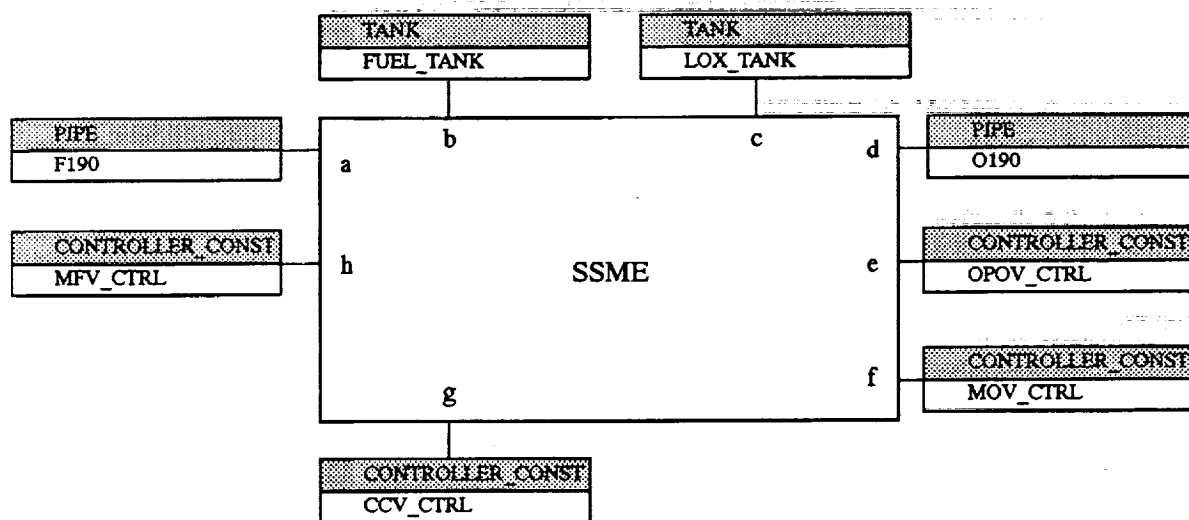 TANK
FUEL_TANK
TANK
LOX_TANK
PIPE
F190
a
b
c
d
PIPE
O190
CONTROLLER_CONST
MFV_CTRL
h
SSME
e
CONTROLLER_CONST
OPOV_CTRL
f
CONTROLLER_CONST
MOV_CTRL
g
CONTROLLER_CONST
CCV_CTRL